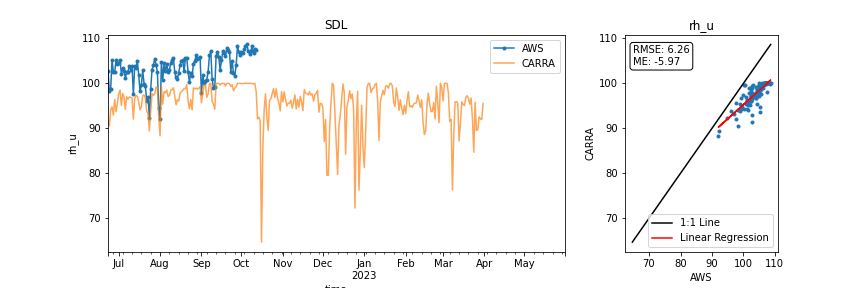 SDL
rh_u
110
100
90
80
70
rh_u
AWS
CARRA
Jul
Aug
Sep
Oct
Nov
Dec
Jan
2023
Feb
Mar
Apr
May
time
rh_u
RMSE: 6.26
ME: -5.97
110
100
90
80
70
CARRA
1:1 Line
Linear Regression
70
80
90
100
110
AWS